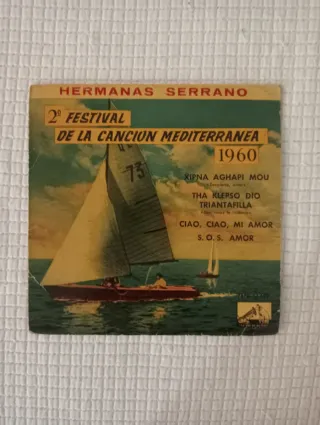 HERMANAS SERRANO
2º FESTIVAL
DE LA CANCIUN MEDITERRANEA
1960
XIPNA AGHAPI MOU
THA KLEPSO DIO
TRIANTAFILLA
CIAO, CIAO, MI AMOR
S. O. S. AMOR
73